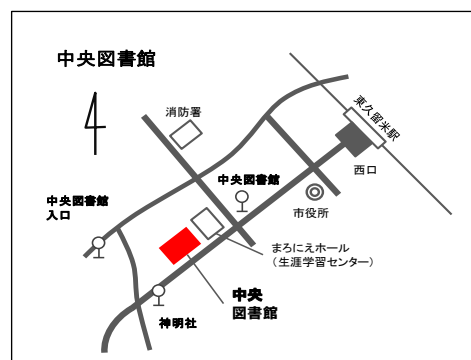 中央図書館
消防署
東久留米駅
西口
中央図書館
中央図書館
入口
市役所
まろにえホール
（生涯学習センター）
中央
図書館
神明社